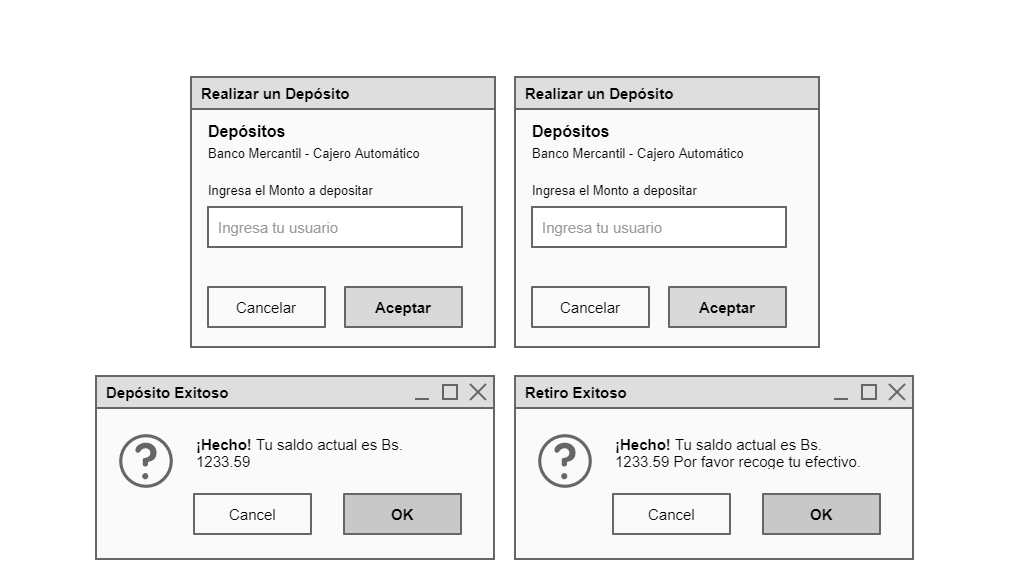 Realizar un Depósito
Depósitos
Banco Mercantil - Cajero Automático
Ingresa el Monto a depositar
Ingresa tu usuario
Cancelar
Aceptar
Realizar un Depósito
Depósitos
Banco Mercantil - Cajero Automático
Ingresa el Monto a depositar
Ingresa tu usuario
Cancelar
Aceptar
Depósito Exitoso
¡Hecho! Tu saldo actual es Bs.
1233.59
Cancel
OK
Retiro Exitoso
¡Hecho! Tu saldo actual es Bs.
1233.59 Por favor recoge tu efectivo.
Cancel
OK